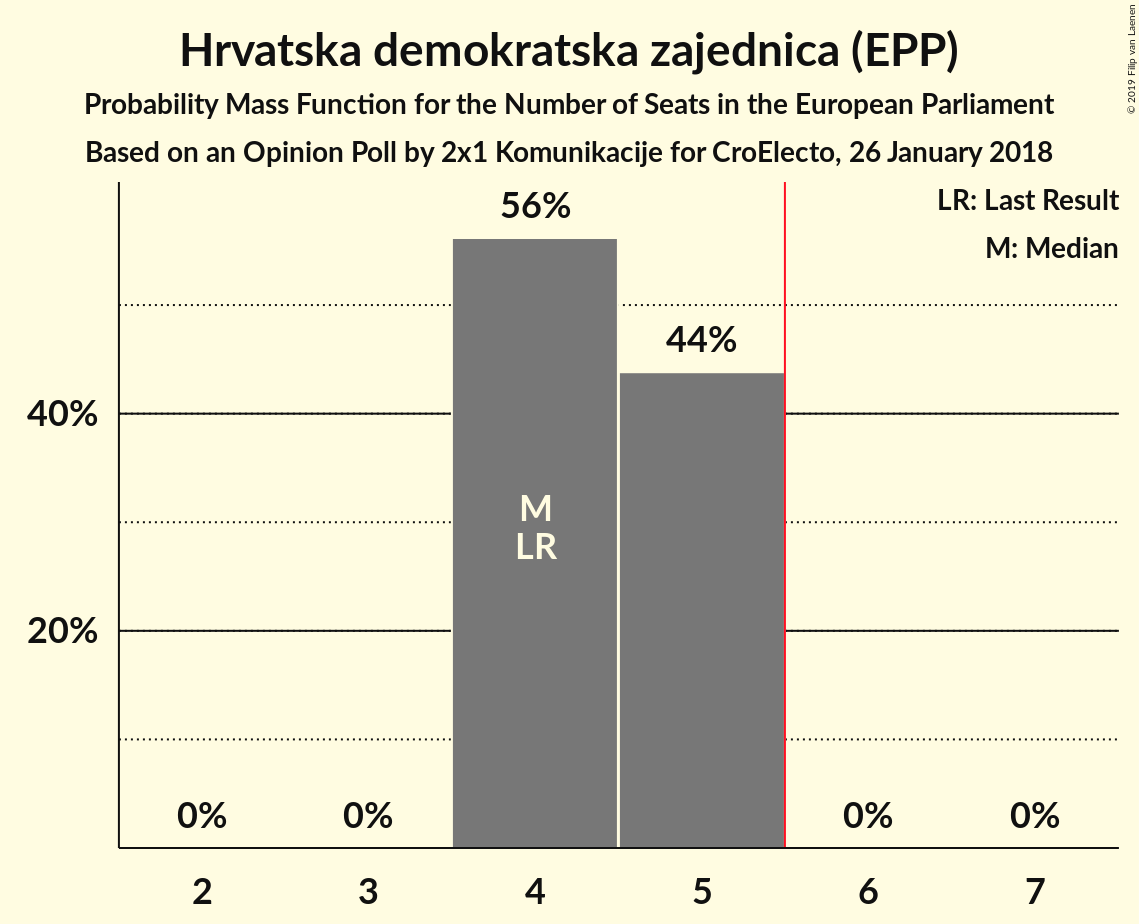 Hrvatska demokratska zajednica (EPP)
Probability Mass Function for the Number of Seats in the European Parliament
Based on an Opinion Poll by 2x1 Komunikacije for CroElecto, 26 January 2018
© 2019 Filip van Laenen
LR: Last Result
M: Median
56%
44%
40%
M
LR
20%
0% 0% 0% 0%
2 3 4 5 6 7